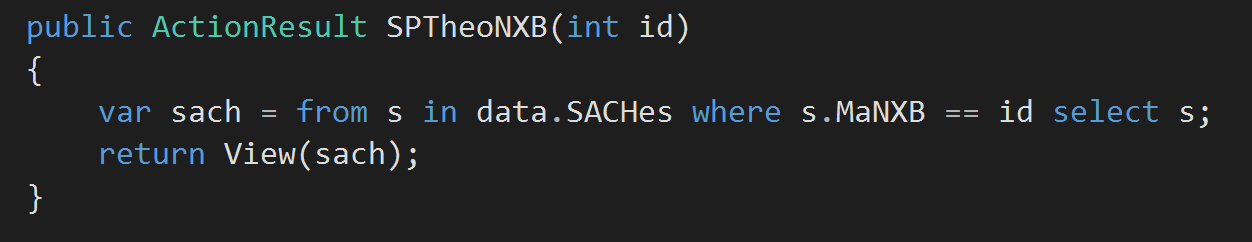 public ActionResult SPTheoNXB(int id)
{
    var sach = from s in data.SACHes where s.MaNXB == id select s;
    return View(sach);
}